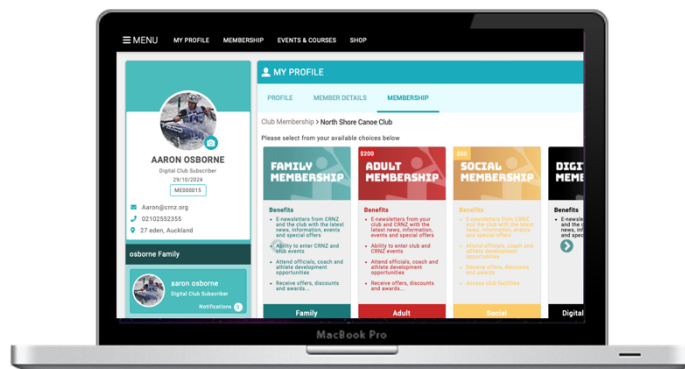 MENU MY PROFILE MEMBERSHIP EVENTS & COURSES SHOP
AARON OSBORNE
Digital Club Subscriber
29/10/2024
ME000015
Aaron@crnz.org
02102552355
27 eden, Auckland
osborne Family
aaron osborne
Digital Club Subscriber
Notifications
MY PROFILE
PROFILE MEMBER DETAILS MEMBERSHIP
Club Membership > North Shore Canoe Club
Please select from your available choices below
FAMILY
MEMBERSHIP
Benefits
• E-newsletters from CRNZ
and the club with the latest
news, information, events
and special offers
• Ability to enter CRNZ and
club events
• Attend officials, coach and
athlete development
opportunities
• Receive offers, discounts
and awards...
Family
$200
ADULT
MEMBERSHIP
Benefits
• E-newsletters from your
club and CRNZ with the
latest news, information,
events and special offers
• Ability to enter club and
CRNZ events
• Attend officials, coach and
athlete development
opportunities
• Receive offers, discounts
and awards...
Adult
SOCIAL
MEMBERSHIP
Benefits
• E-newsletters from CRNZ
and the club with the latest
news, information, events
and special offers
• Attend officials, coach and
athlete development
opportunities
• Receive offers, discounts
and awards
• Access club facilities
Social
DIGIT
MEME
Benefits
Digital
MacBook Pro